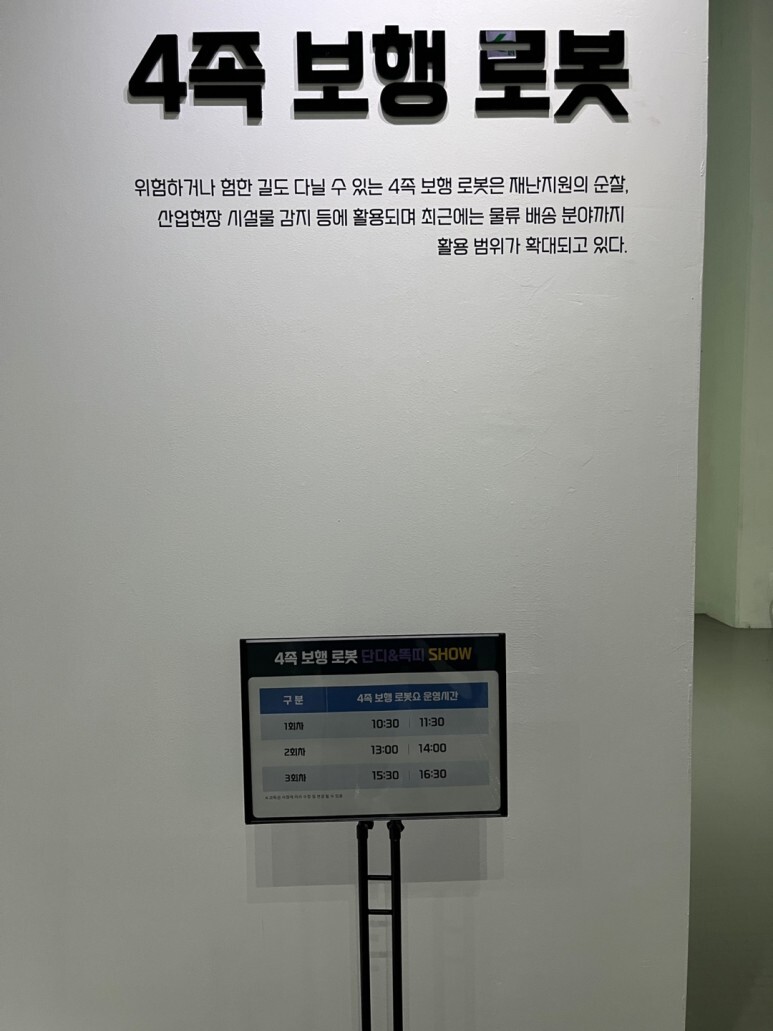 4족 보행 로봇
위험하거나 험한 길도 다닐 수 있는 4족 보행 로봇은 재난지원의 순찰,
산업현장 시설물 감지 등에 활용되며 최근에는 물류 배송 분야까지
활용 범위가 확대되고 있다.
4족 보행 로봇 단디&똑띠 SHOW
구 분 4족 보행 로봇쇼 운영시간
1회차 10:30 11:30
2회차 13:00 14:00
3회차 15:30 16:30